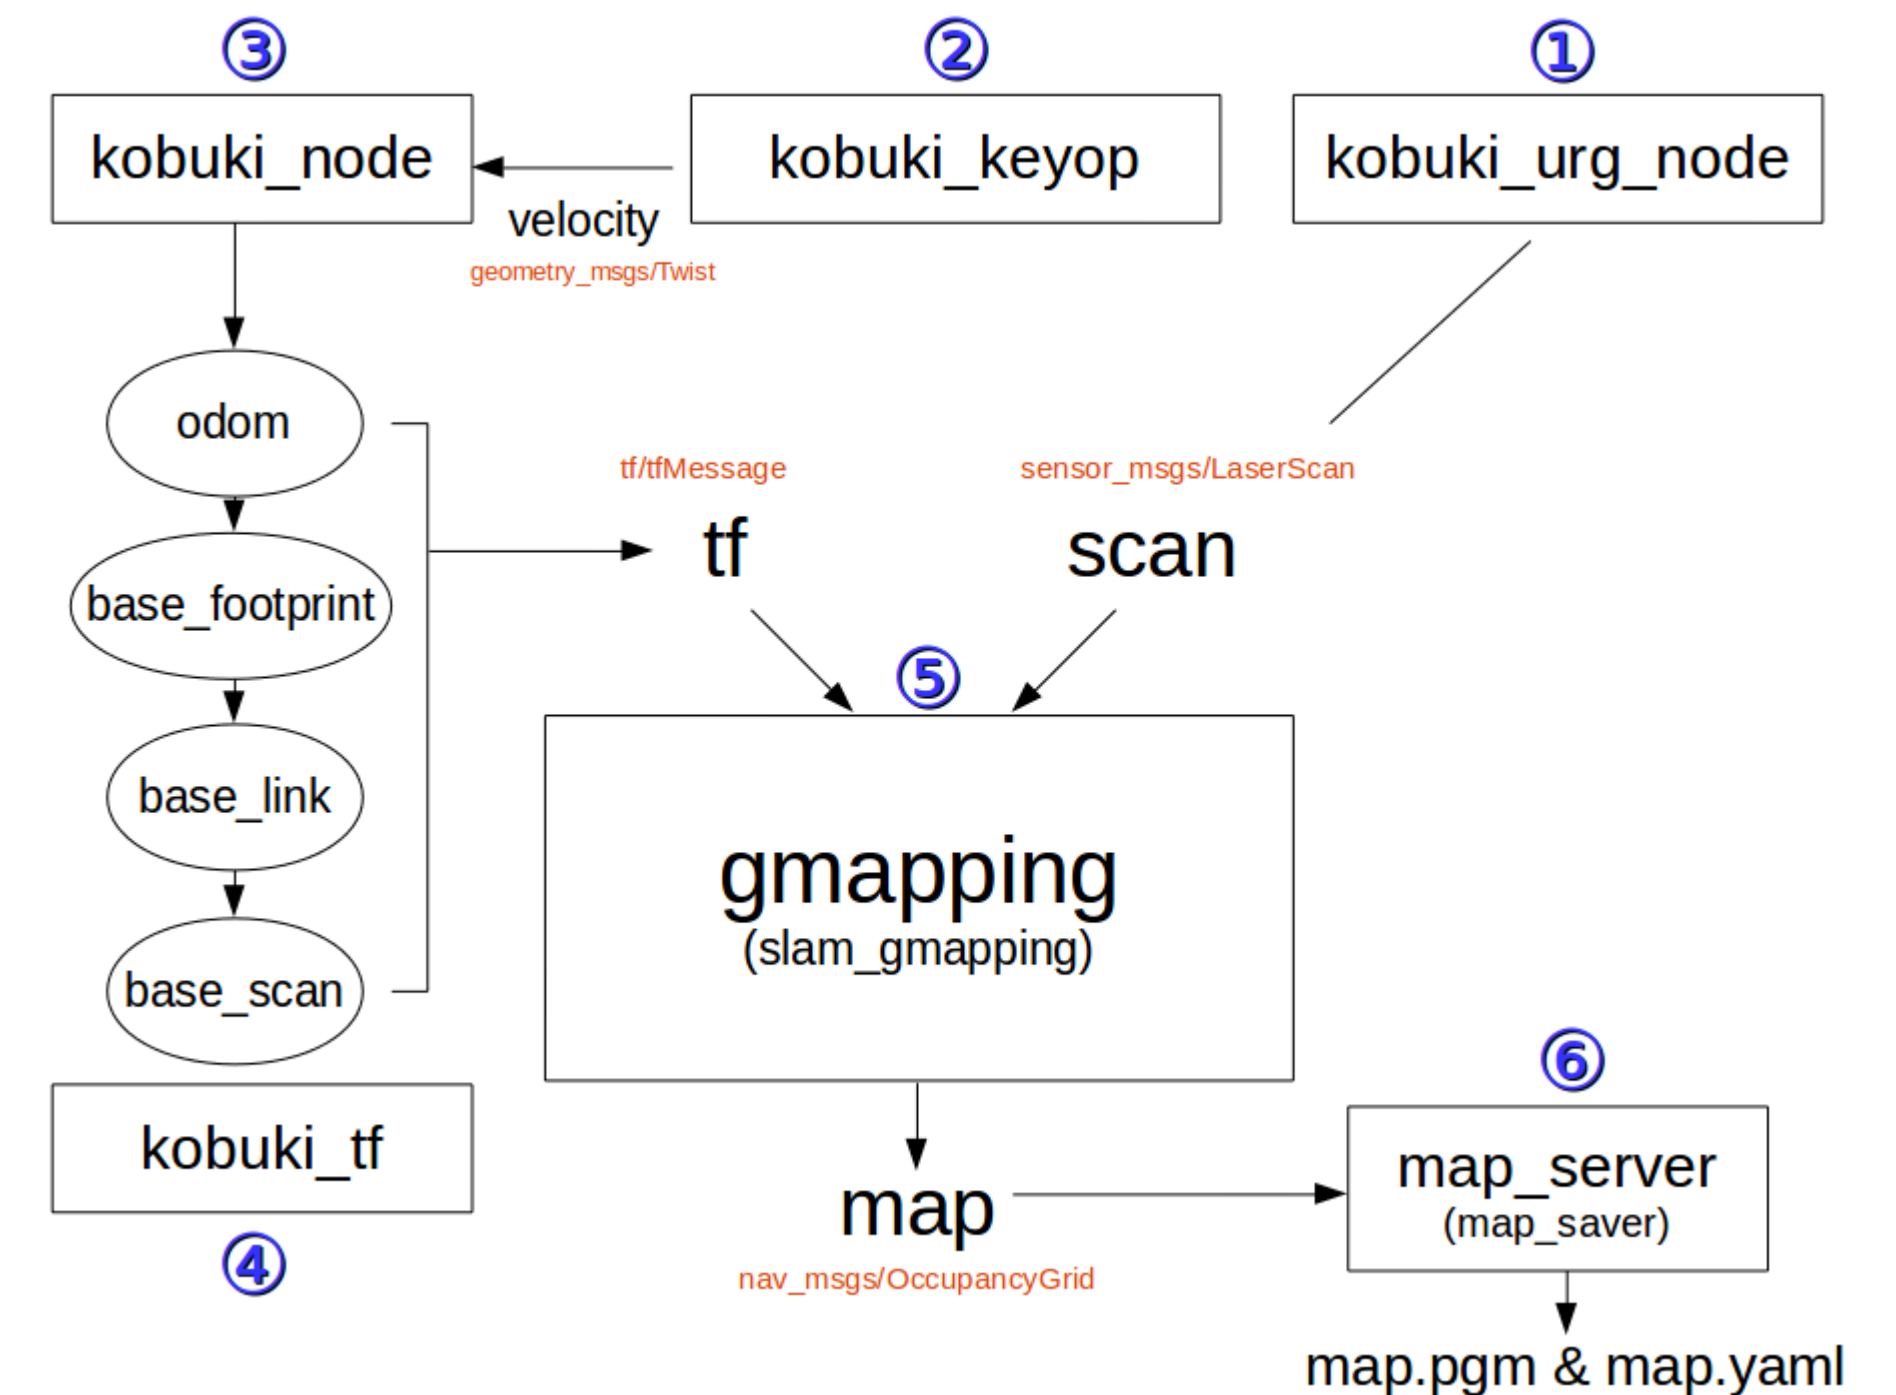 ③
②
①
kobuki_node
kobuki_keyop
kobuki_urg_node
velocity
geometry_msgs/Twist
odom
tf/tfMessage
sensor_msgs/LaserScan
tf
scan
base_footprint
⑤
base_link
gmapping
(slam_gmapping)
base_scan
⑥
kobuki_tf
map_server
(map_saver)
map
④
nav_msgs/OccupancyGrid
map.pgm & map.yaml